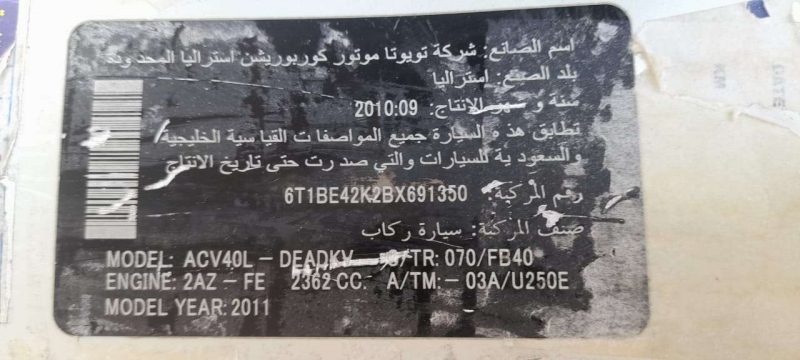 اسم الصانع: شركة تويوتا موتور كوربوريشن استراليا المحدودة
بلد الصنع: استراليا
سنة و شهر الانتاج: 2010:09
تطابق هذه السيارة جميع المواصفات القياسية الخليجية
والسعودية للسيارات والتي صدرت حتى تاريخ الانتاج
رقم المركبة: 6T1BE42K2BX691350
صنف المركبة: سيارة ركاب
MODEL: ACV40L - DEADKV C/TR: 070/FB40
ENGINE: 2AZ - FE 2362 CC. A/TM: - 03A/U250E
MODEL YEAR: 2011